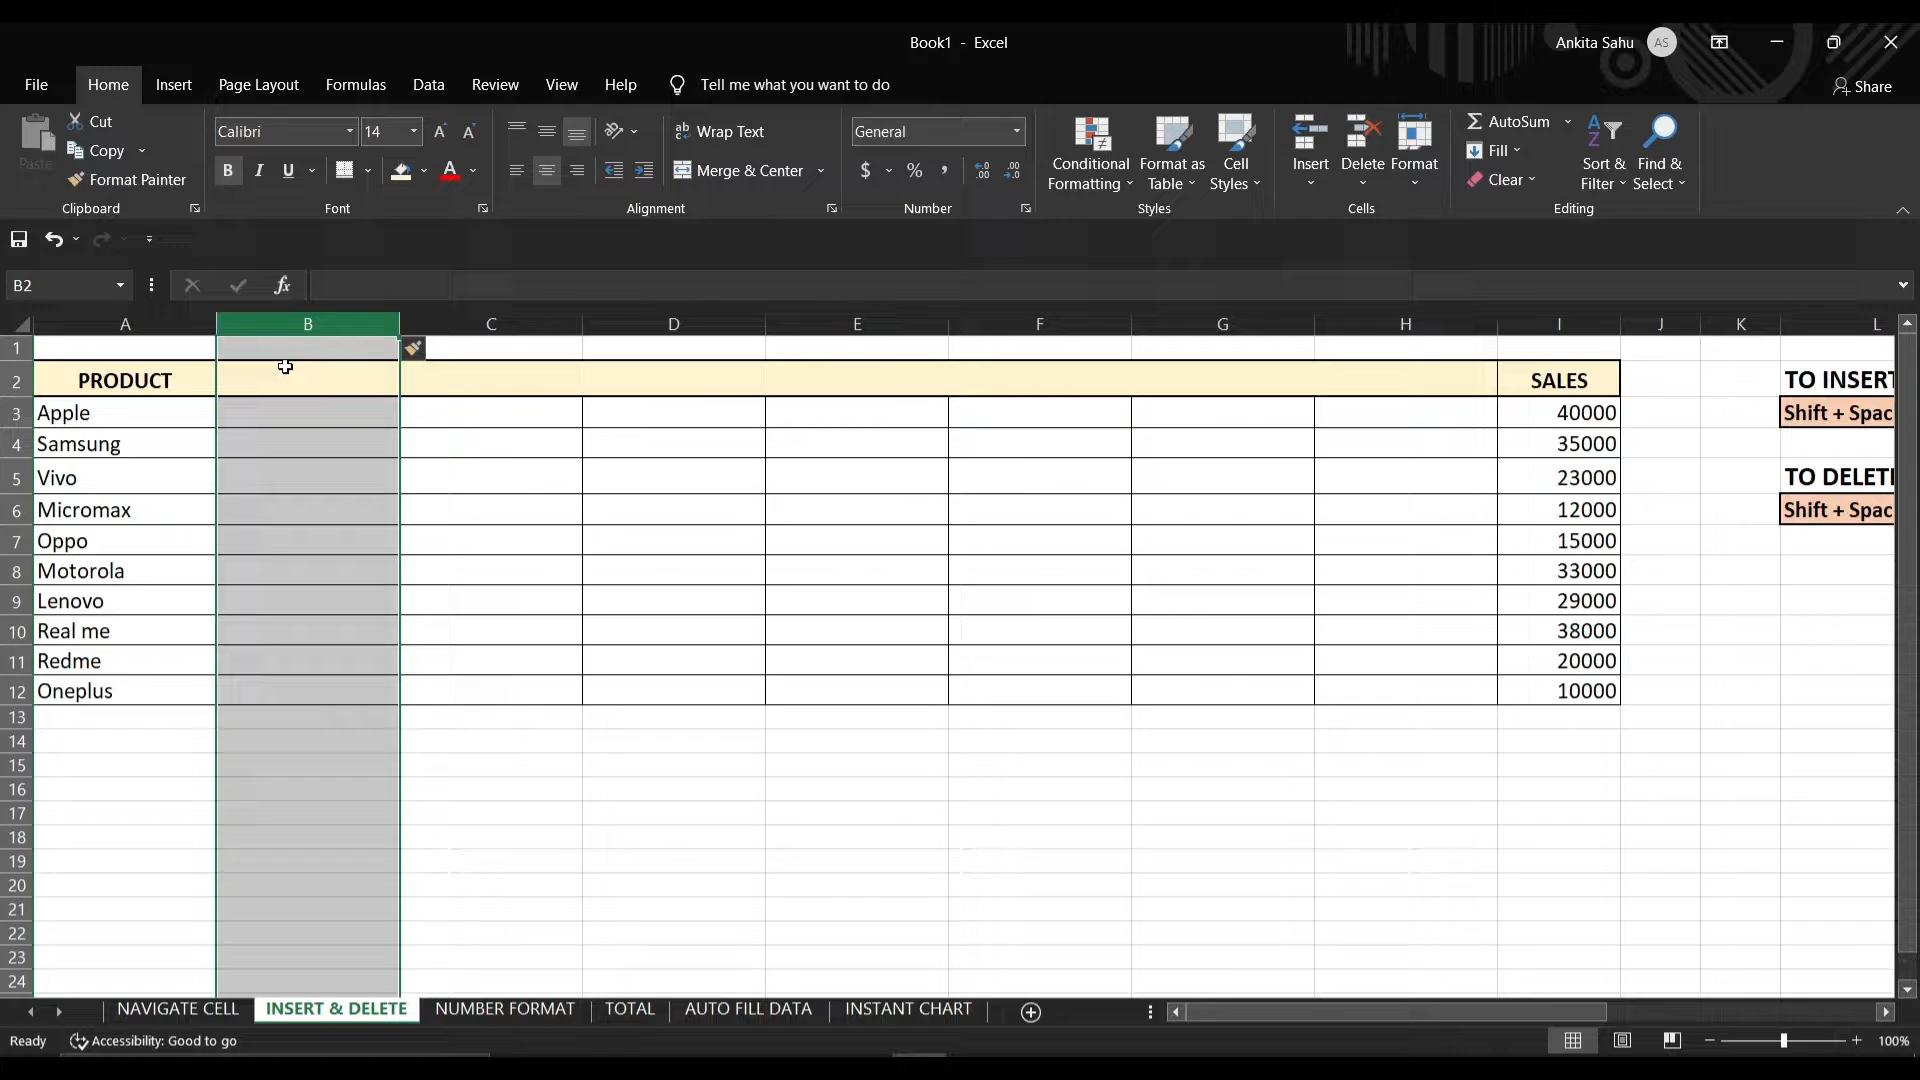 Book1 - Excel
Ankita Sahu AS
File Home Insert Page Layout Formulas Data Review View Help Tell me what you want to do Share
Paste
Cut
Copy
Format Painter
Clipboard
Calibri 14
B I U A
Font
ab Wrap Text
Merge & Center
Alignment
General
$ % ,
Number
Conditional Formatting
Format as Table
Cell Styles
Styles
Insert Delete Format
Cells
AutoSum
Fill
Clear
Sort & Filter
Find & Select
Editing
B2 fx
A B C D E F G H I J K L
1
2 PRODUCT SALES TO INSERT
3 Apple 40000 Shift + Spac
4 Samsung 35000
5 Vivo 23000 TO DELET
6 Micromax 12000 Shift + Spac
7 Oppo 15000
8 Motorola 33000
9 Lenovo 29000
10 Real me 38000
11 Redme 20000
12 Oneplus 10000
13
14
15
16
17
18
19
20
21
22
23
24
NAVIGATE CELL INSERT & DELETE NUMBER FORMAT TOTAL AUTO FILL DATA INSTANT CHART
Ready Accessibility: Good to go 100%